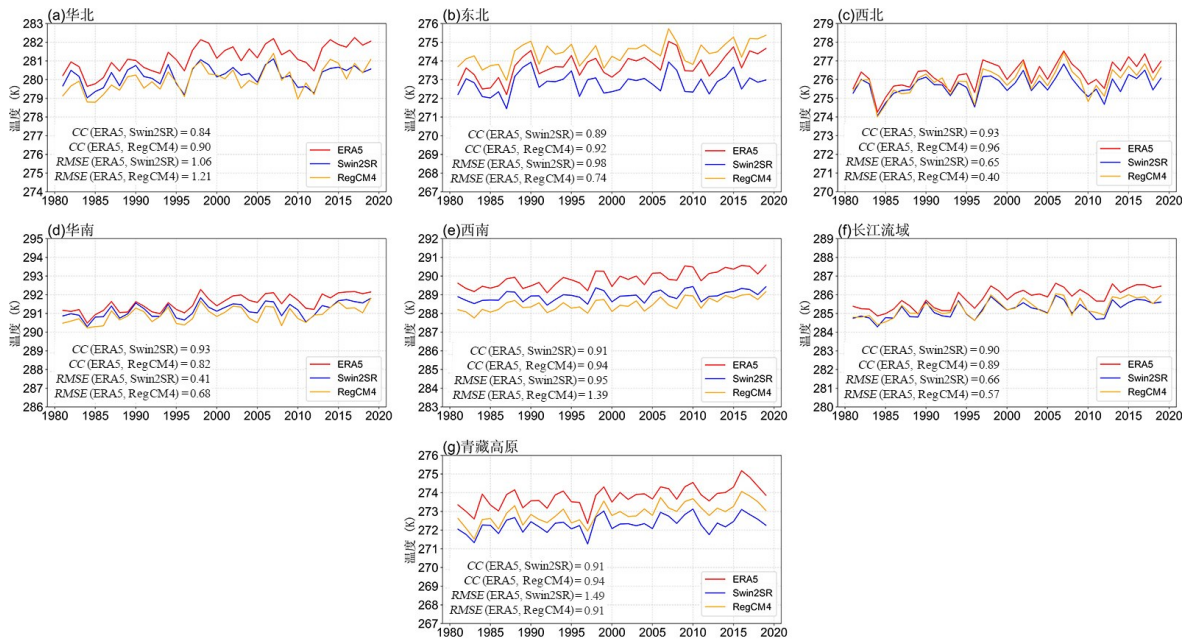 (a)华北
283
282
281
280
279
278
277
276
275
274
温度 (K)
CC (ERA5, Swin2SR) = 0.84
CC (ERA5, RegCM4) = 0.90
RMSE (ERA5, Swin2SR) = 1.06
RMSE (ERA5, RegCM4) = 1.21
ERA5
Swin2SR
RegCM4
1980 1985 1990 1995 2000 2005 2010 2015 2020
(b)东北
276
275
274
273
272
271
270
269
268
267
温度 (K)
CC (ERA5, Swin2SR) = 0.89
CC (ERA5, RegCM4) = 0.92
RMSE (ERA5, Swin2SR) = 0.98
RMSE (ERA5, RegCM4) = 0.74
ERA5
Swin2SR
RegCM4
1980 1985 1990 1995 2000 2005 2010 2015 2020
(c)西北
279
278
277
276
275
274
273
272
271
270
温度 (K)
CC (ERA5, Swin2SR) = 0.93
CC (ERA5, RegCM4) = 0.96
RMSE (ERA5, Swin2SR) = 0.65
RMSE (ERA5, RegCM4) = 0.40
ERA5
Swin2SR
RegCM4
1980 1985 1990 1995 2000 2005 2010 2015 2020
(d)华南
295
294
293
292
291
290
289
288
287
286
温度 (K)
CC (ERA5, Swin2SR) = 0.93
CC (ERA5, RegCM4) = 0.82
RMSE (ERA5, Swin2SR) = 0.41
RMSE (ERA5, RegCM4) = 0.68
ERA5
Swin2SR
RegCM4
1980 1985 1990 1995 2000 2005 2010 2015 2020
(e)西南
292
291
290
289
288
287
286
285
284
283
温度 (K)
CC (ERA5, Swin2SR) = 0.91
CC (ERA5, RegCM4) = 0.94
RMSE (ERA5, Swin2SR) = 0.95
RMSE (ERA5, RegCM4) = 1.39
ERA5
Swin2SR
RegCM4
1980 1985 1990 1995 2000 2005 2010 2015 2020
(f)长江流域
289
288
287
286
285
284
283
282
281
280
温度 (K)
CC (ERA5, Swin2SR) = 0.90
CC (ERA5, RegCM4) = 0.89
RMSE (ERA5, Swin2SR) = 0.66
RMSE (ERA5, RegCM4) = 0.57
ERA5
Swin2SR
RegCM4
1980 1985 1990 1995 2000 2005 2010 2015 2020
(g)青藏高原
276
275
274
273
272
271
270
269
268
267
温度 (K)
CC (ERA5, Swin2SR) = 0.91
CC (ERA5, RegCM4) = 0.94
RMSE (ERA5, Swin2SR) = 1.49
RMSE (ERA5, RegCM4) = 0.91
ERA5
Swin2SR
RegCM4
1980 1985 1990 1995 2000 2005 2010 2015 2020